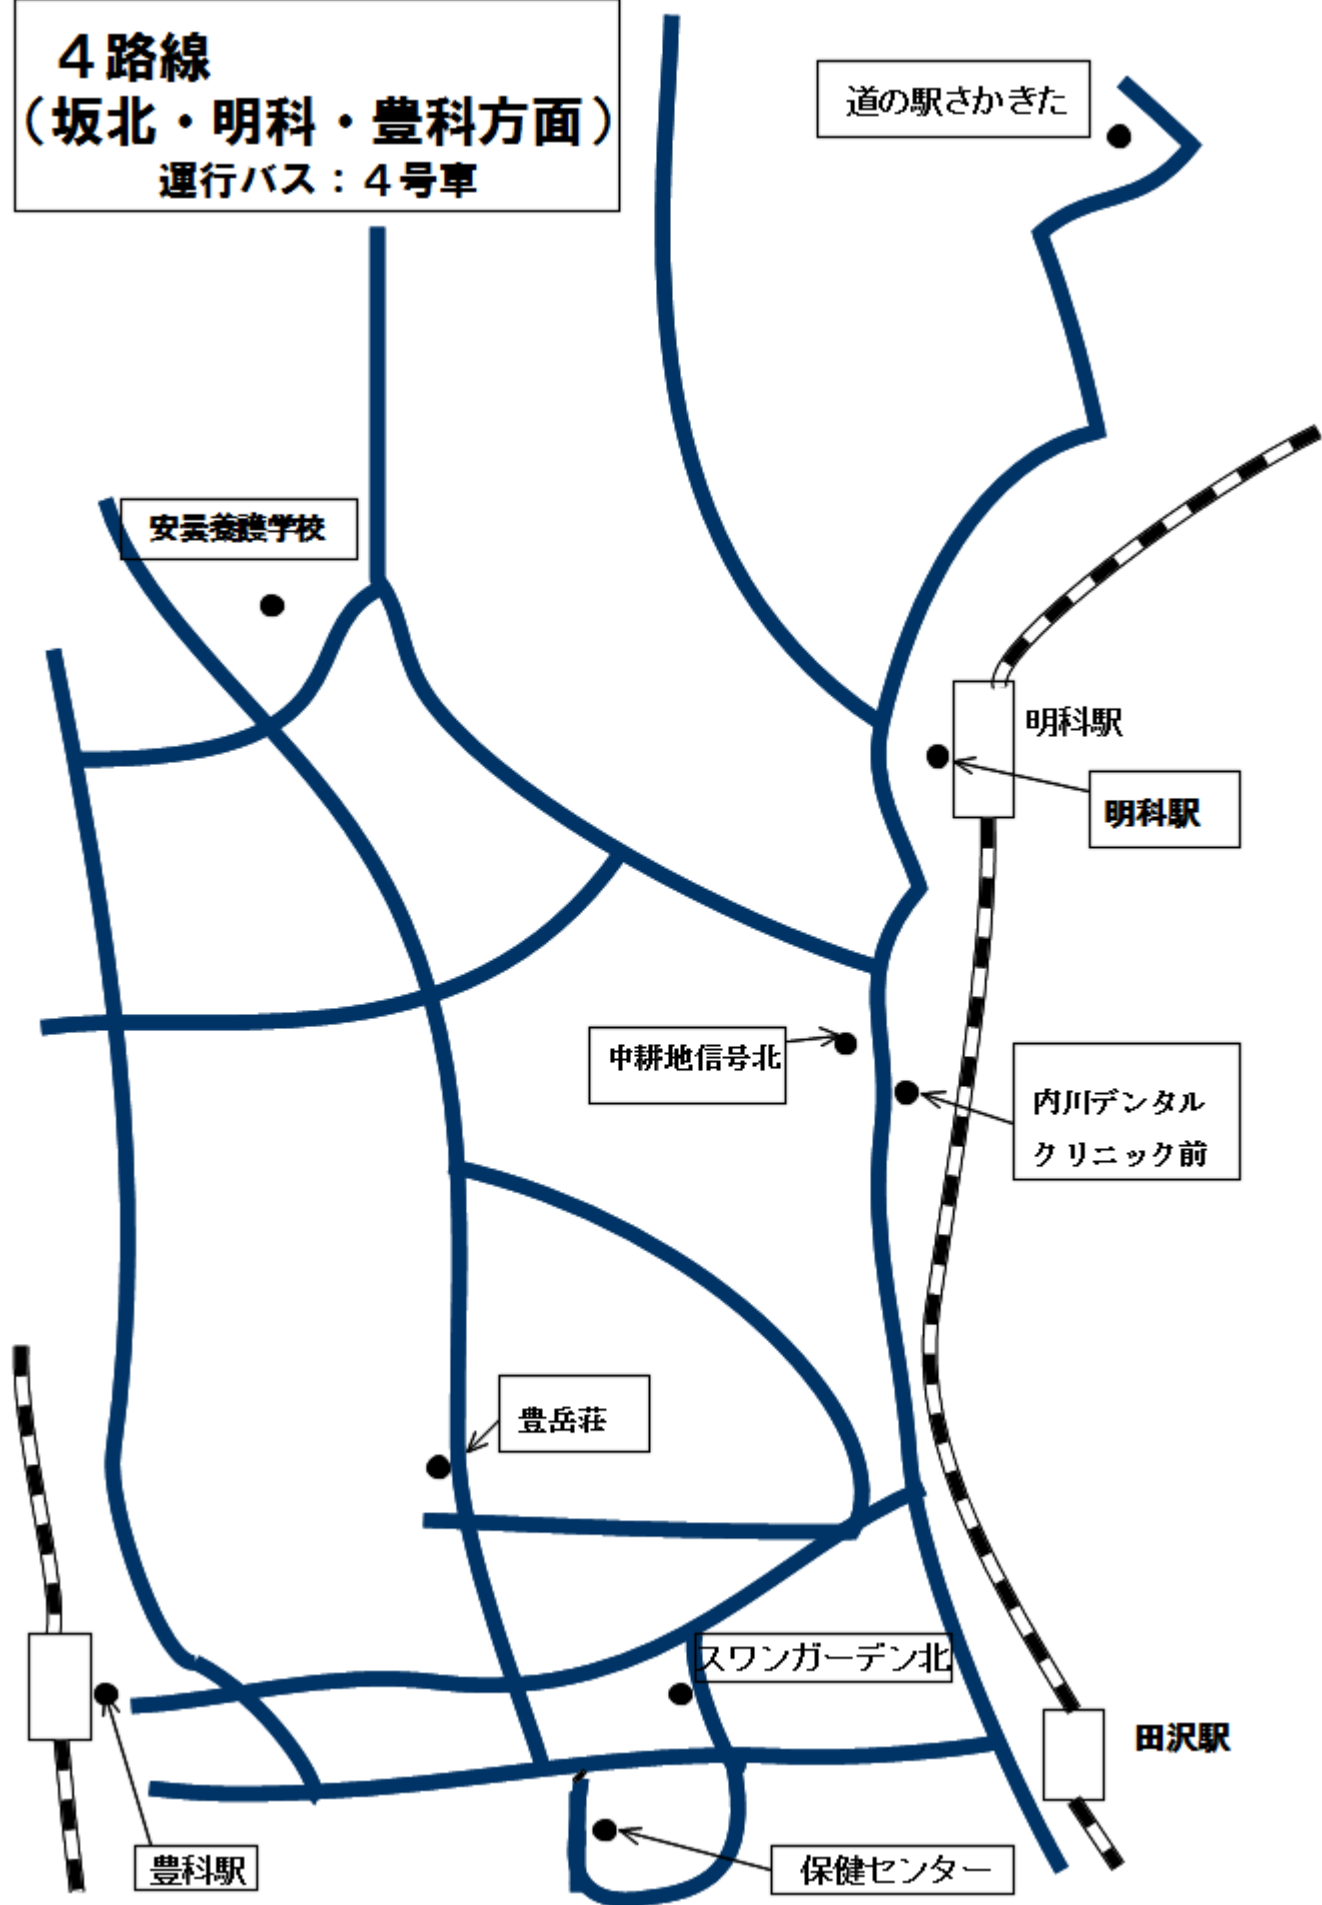 ４路線
（坂北・明科・豊科方面）
運行バス：４号車
道の駅さかきた
安曇養護学校
明科駅
明科駅
中耕地信号北
内川デンタル
クリニック前
豊岳荘
スワンガーデン北
田沢駅
豊科駅
保健センター